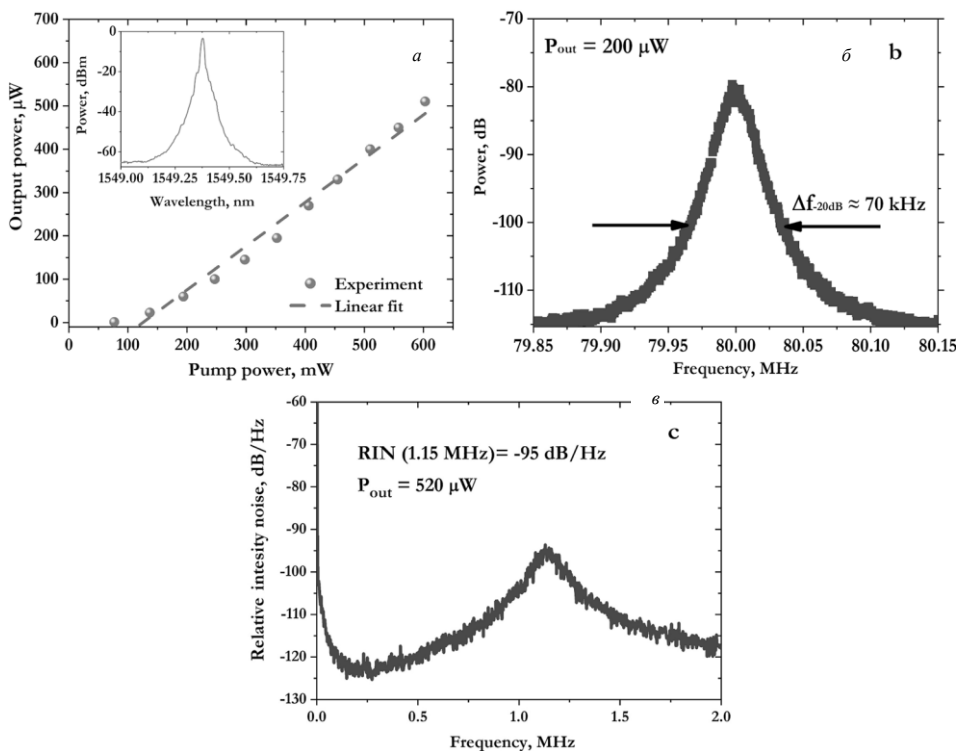 700
600
500
400
300
200
100
0
Output power, µW
0 100 200 300 400 500 600
Pump power, mW
а
0
-20
-40
-60
Power, dBm
1549.00 1549.25 1549.50 1549.75
Wavelength, nm
Experiment
Linear fit
-70
-80
-90
-100
-110
Power, dB
79.85 79.90 79.95 80.00 80.05 80.10 80.15
Frequency, MHz
Pout = 200 µW
б b
Δf-20dB ≈ 70 kHz
-60
-70
-80
-90
-100
-110
-120
-130
Relative intesity noise, dB/Hz
0.0 0.5 1.0 1.5 2.0
Frequency, MHz
в
c
RIN (1.15 MHz)= -95 dB/Hz
Pout = 520 µW